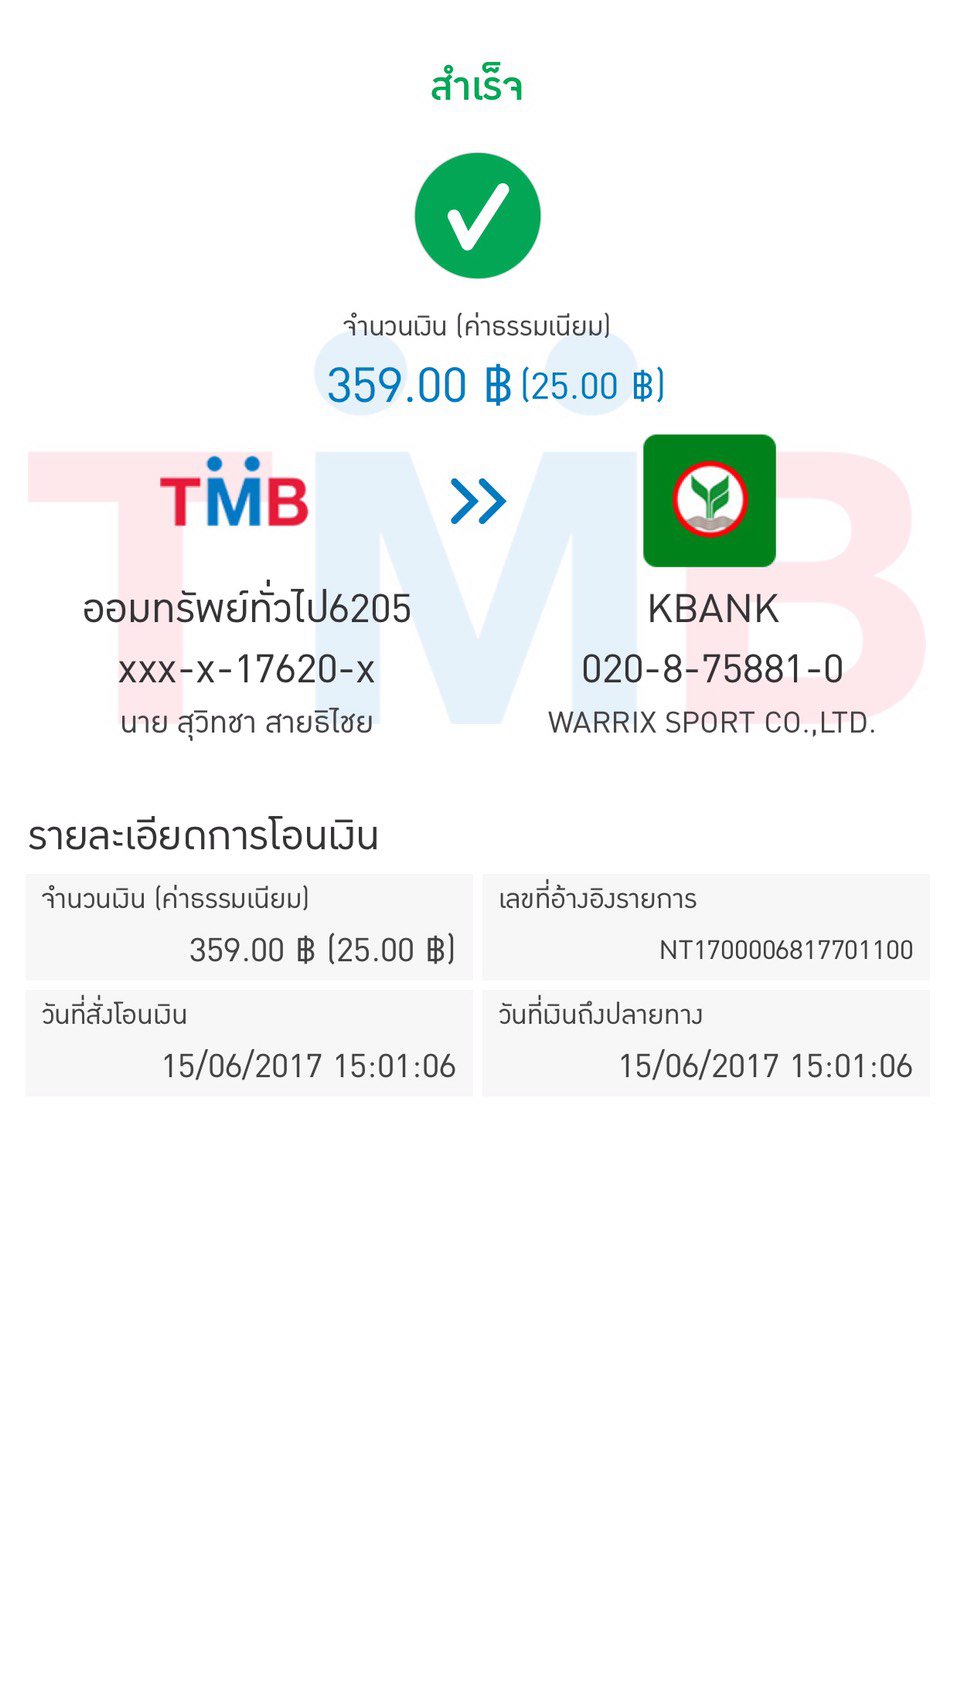 สำเร็จ
จำนวนเงิน (ค่าธรรมเนียม)
359.00 ฿ (25.00 ฿)
TMB
ออมทรัพย์ทั่วไป6205
xxx-x-17620-x
นาย สุวิทชา สายธิไชย
KBANK
020-8-75881-0
WARRIX SPORT CO.,LTD.
รายละเอียดการโอนเงิน
จำนวนเงิน (ค่าธรรมเนียม)
359.00 ฿ (25.00 ฿)
เลขที่อ้างอิงรายการ
NT1700006817701100
วันที่สั่งโอนเงิน
15/06/2017 15:01:06
วันที่เงินถึงปลายทาง
15/06/2017 15:01:06
TMB